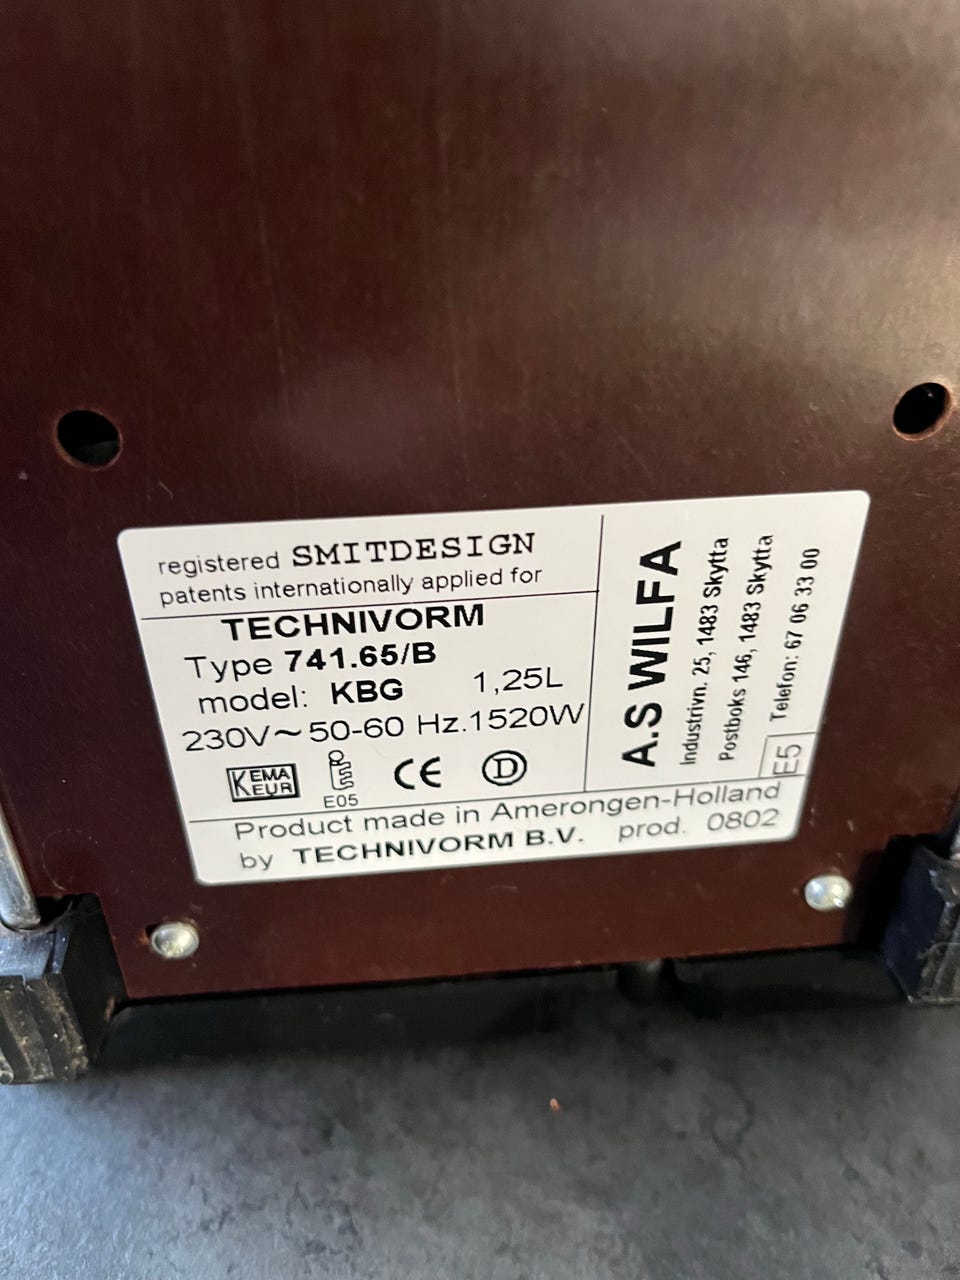 registered SMITDESIGN
patents internationally applied for
TECHNIVORM
Type 741.65/B
model: KBG 1,25L
230V~50-60 Hz.1520W
KEMA
EUR
E05
CE
D
A.S WILFA
Industrivn. 25, 1483 Skytta
Postboks 146, 1483 Skytta
Telefon: 67 06 33 00
E5
Product made in Amerongen-Holland
by TECHNIVORM B.V. prod. 0802